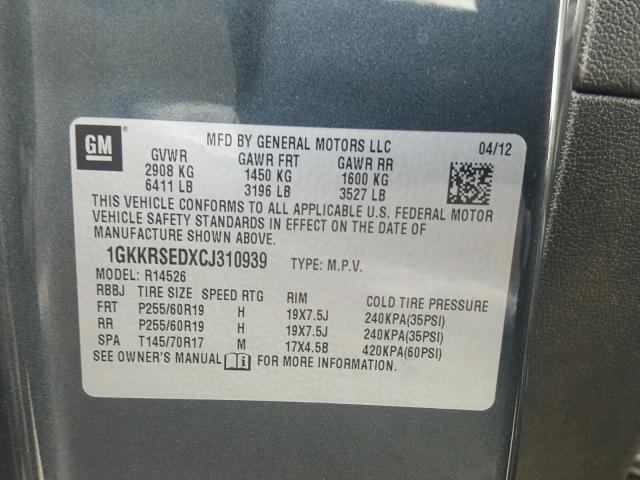 GM ® MFD BY GENERAL MOTORS LLC 04/12
GVWR GAWR FRT GAWR RR
2908 KG 1450 KG 1600 KG
6411 LB 3196 LB 3527 LB
THIS VEHICLE CONFORMS TO ALL APPLICABLE U.S. FEDERAL MOTOR
VEHICLE SAFETY STANDARDS IN EFFECT ON THE DATE OF
MANUFACTURE SHOWN ABOVE.
1GKKRSEDXCJ310939 TYPE: M.P.V.
MODEL: R14526
RBBJ TIRE SIZE SPEED RTG RIM COLD TIRE PRESSURE
FRT P255/60R19 H 19X7.5J 240KPA(35PSI)
RR P255/60R19 H 19X7.5J 240KPA(35PSI)
SPA T145/70R17 M 17X4.5B 420KPA(60PSI)
SEE OWNER'S MANUAL FOR MORE INFORMATION.